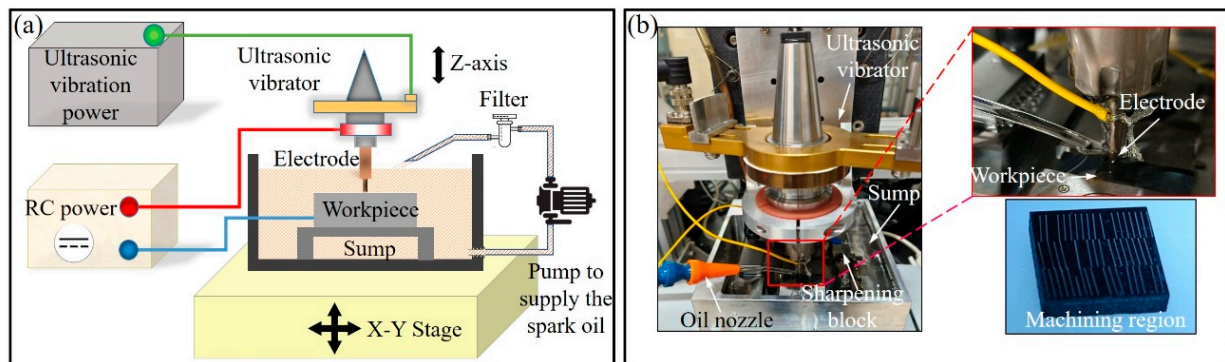 (a)
Ultrasonic
vibration
power
Ultrasonic
vibrator
Z-axis
Filter
Electrode
RC power
Workpiece
Sump
Pump to
supply the
spark oil
X-Y Stage
(b)
Ultrasonic
vibrator
Sump
Sharpening
block
Oil nozzle
Electrode
Workpiece
Machining region